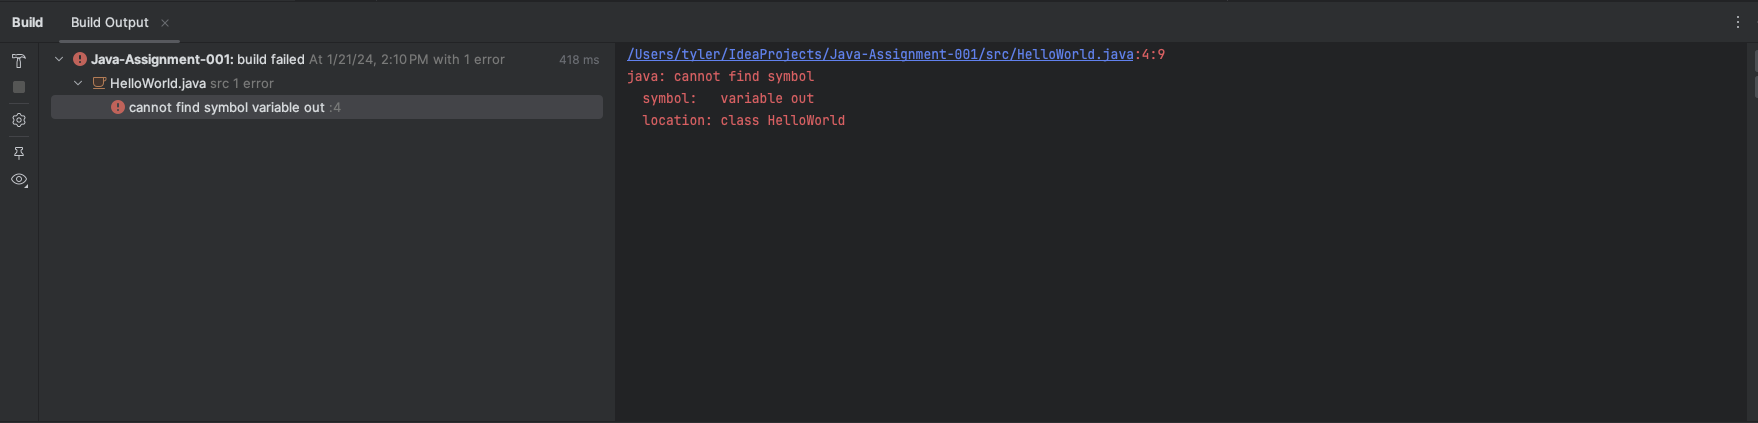 Build Build Output
Java-Assignment-001: build failed At 1/21/24, 2:10 PM with 1 error 418 ms
HelloWorld.java src 1 error
cannot find symbol variable out :4
/Users/tyler/IdeaProjects/Java-Assignment-001/src/HelloWorld.java:4:9
java: cannot find symbol
symbol: variable out
location: class HelloWorld